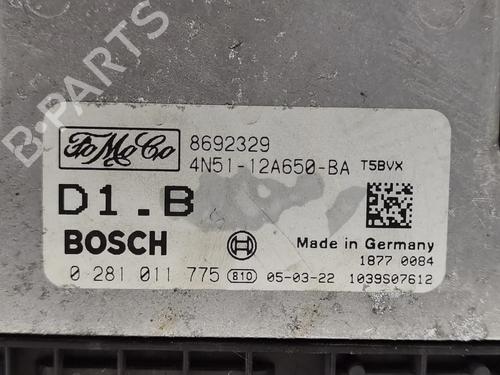 B-PARTS
FoMoCo
8692329
4N51-12A650-BA T5BVX
D1.B
BOSCH
Made in Germany
1877 0084
0 281 011 775 810 05-03-22 1039S07612